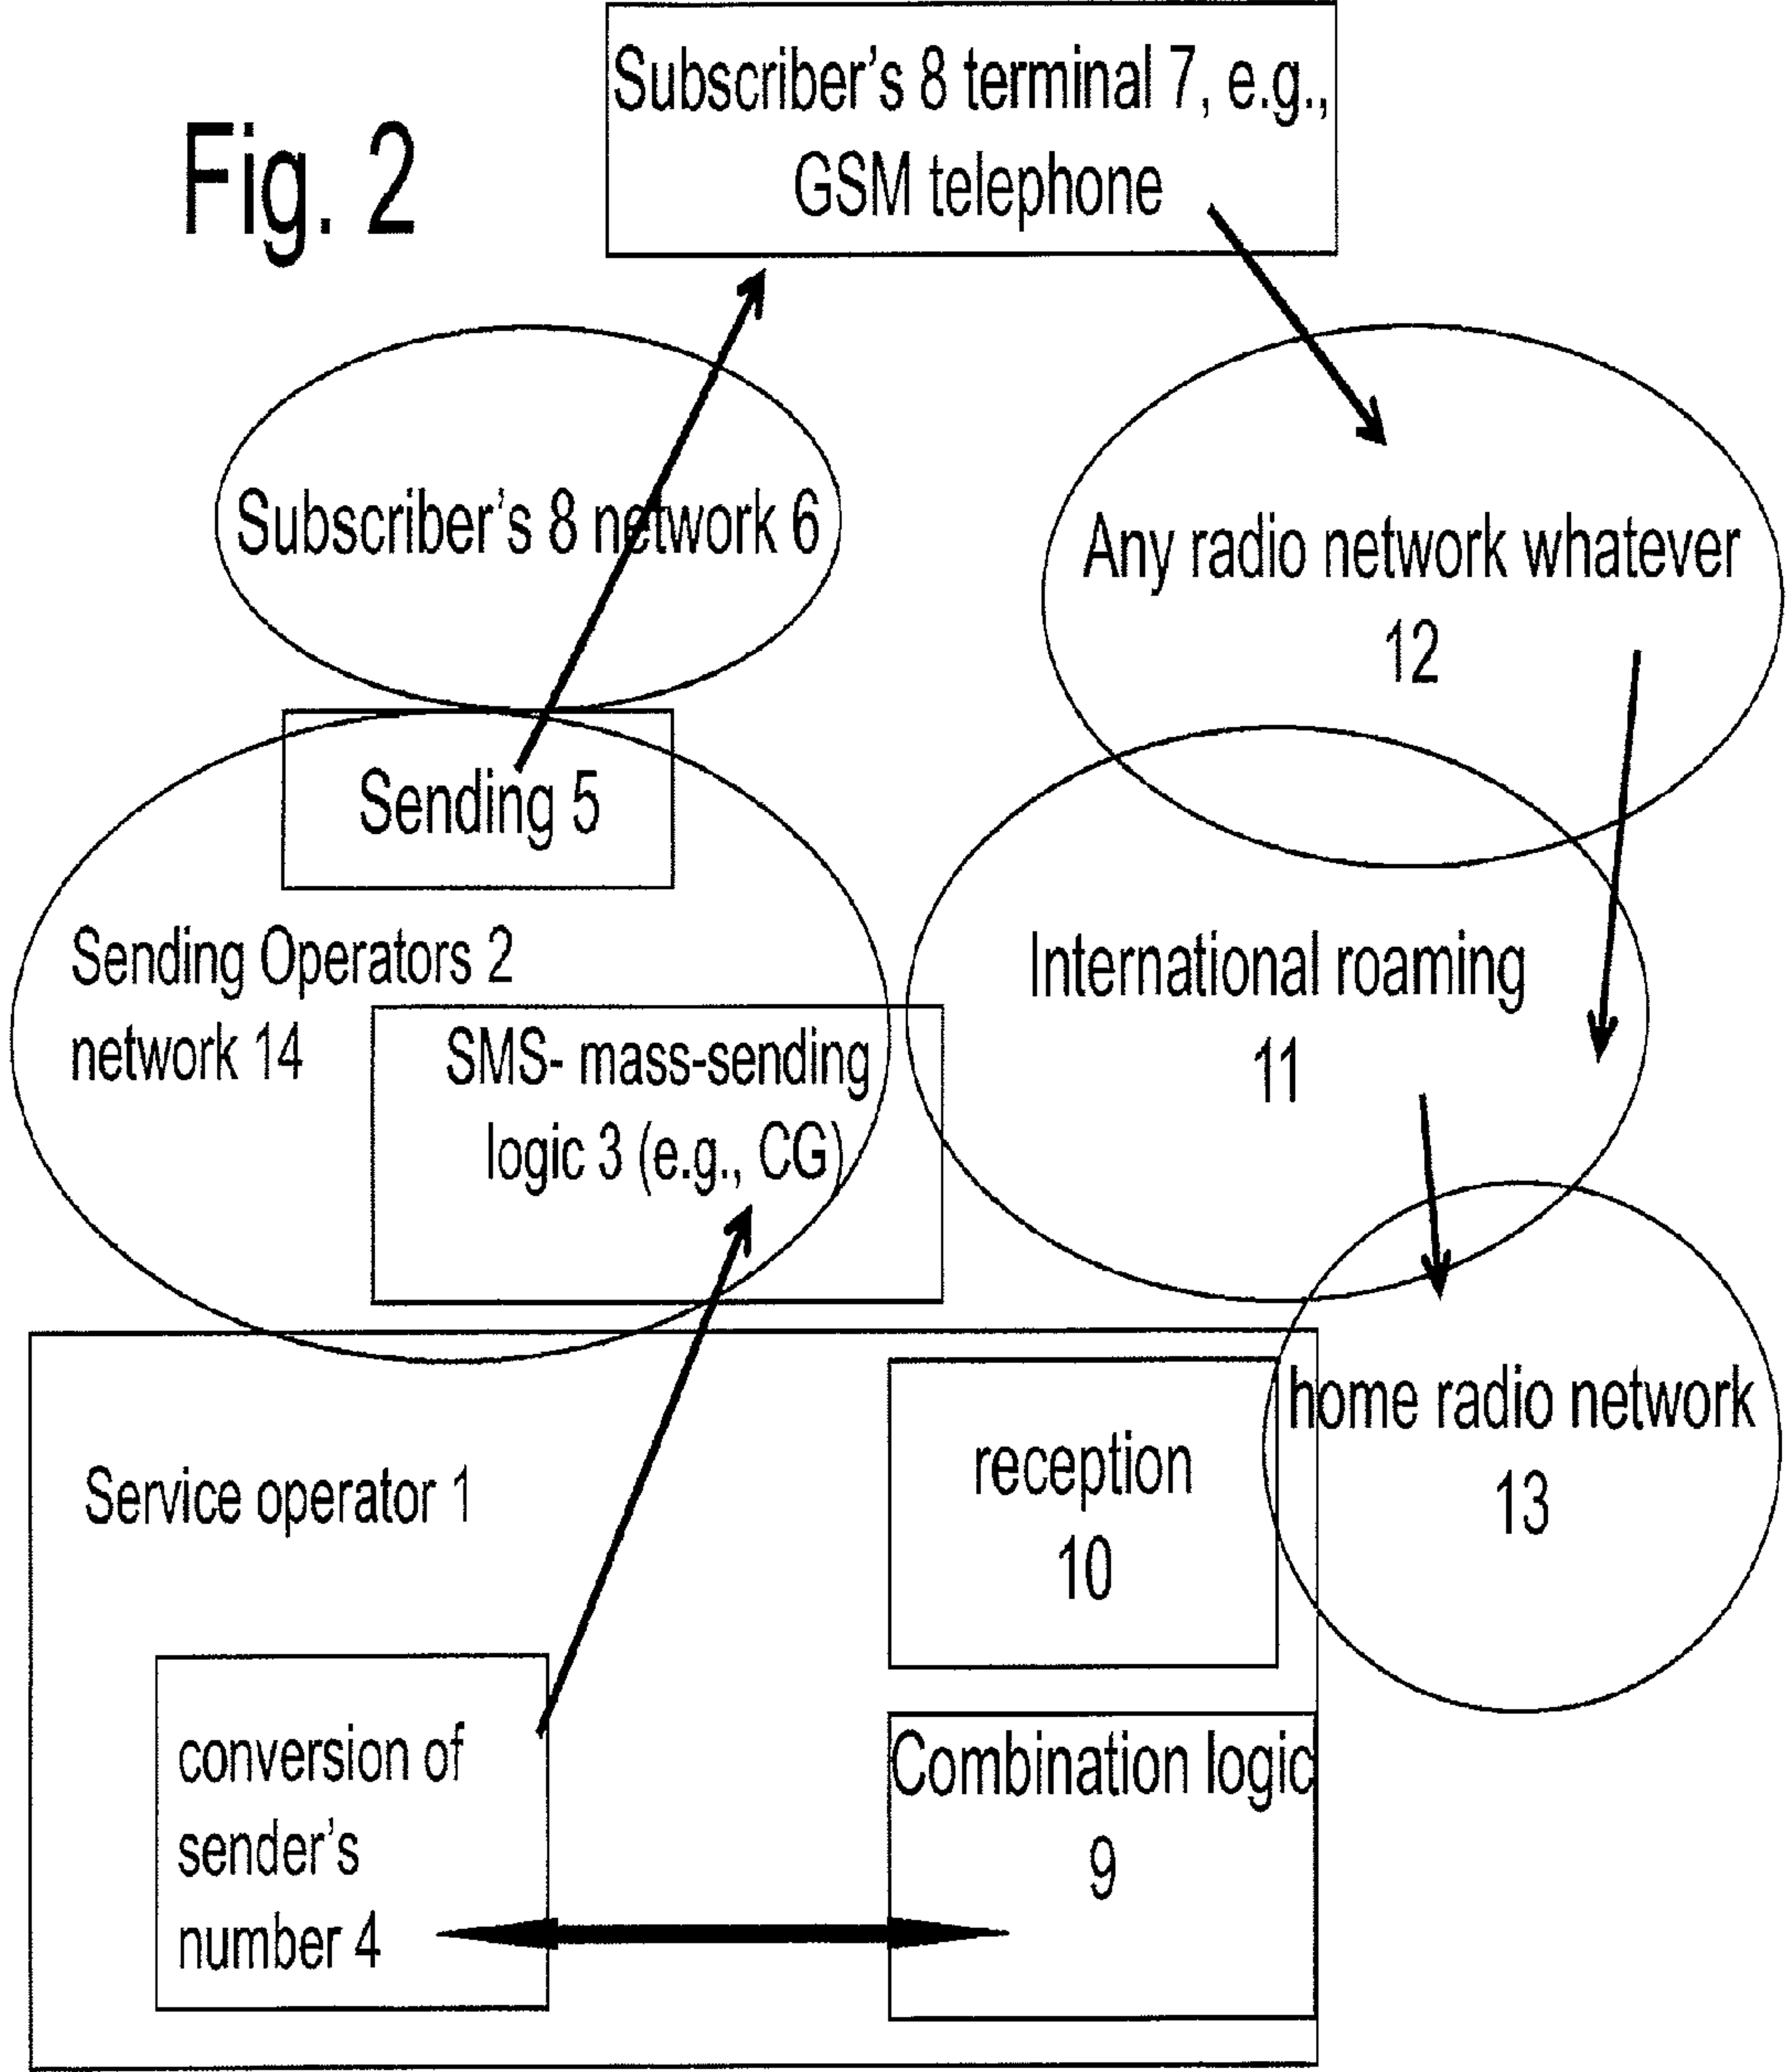 Fig. 2
Subscriber's 8 terminal 7, e.g.,
GSM telephone
Subscriber's 8 network 6
Any radio network whatever
12
Sending 5
Sending Operators 2
network 14
SMS- mass-sending
logic 3 (e.g., CG)
International roaming
11
home radio network
13
Service operator 1
reception
10
conversion of
sender's
number 4
Combination logic
9